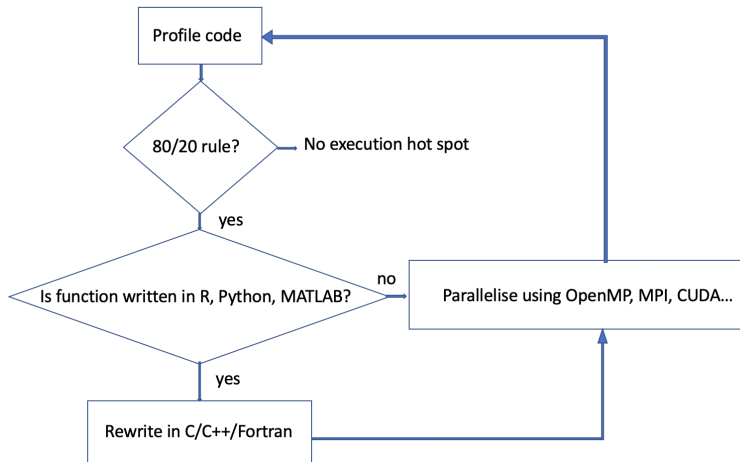 Profile code
80/20 rule?
No execution hot spot
yes
Is function written in R, Python, MATLAB?
no
Parallelise using OpenMP, MPI, CUDA...
yes
Rewrite in C/C++/Fortran